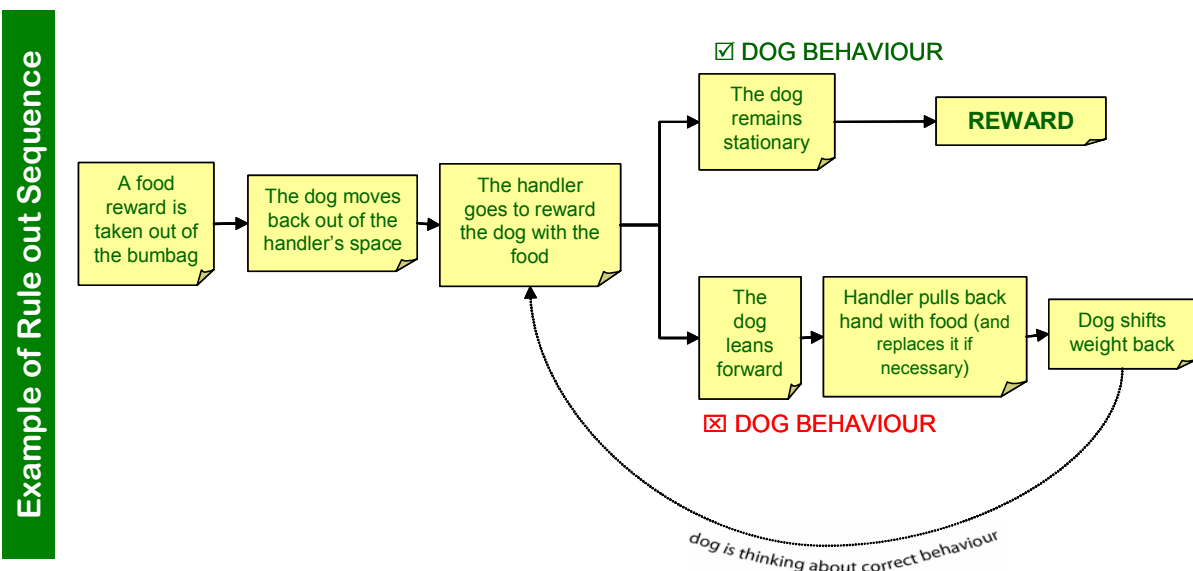 Example of Rule out Sequence
☑ DOG BEHAVIOUR
The dog
remains
stationary
REWARD
A food
reward is
taken out of
the bumbag
The dog moves
back out of the
handler's space
The handler
goes to reward
the dog with the
food
The
dog
leans
forward
Handler pulls back
hand with food (and
replaces it if
necessary)
Dog shifts
weight back
☒ DOG BEHAVIOUR
dog is thinking about correct behaviour